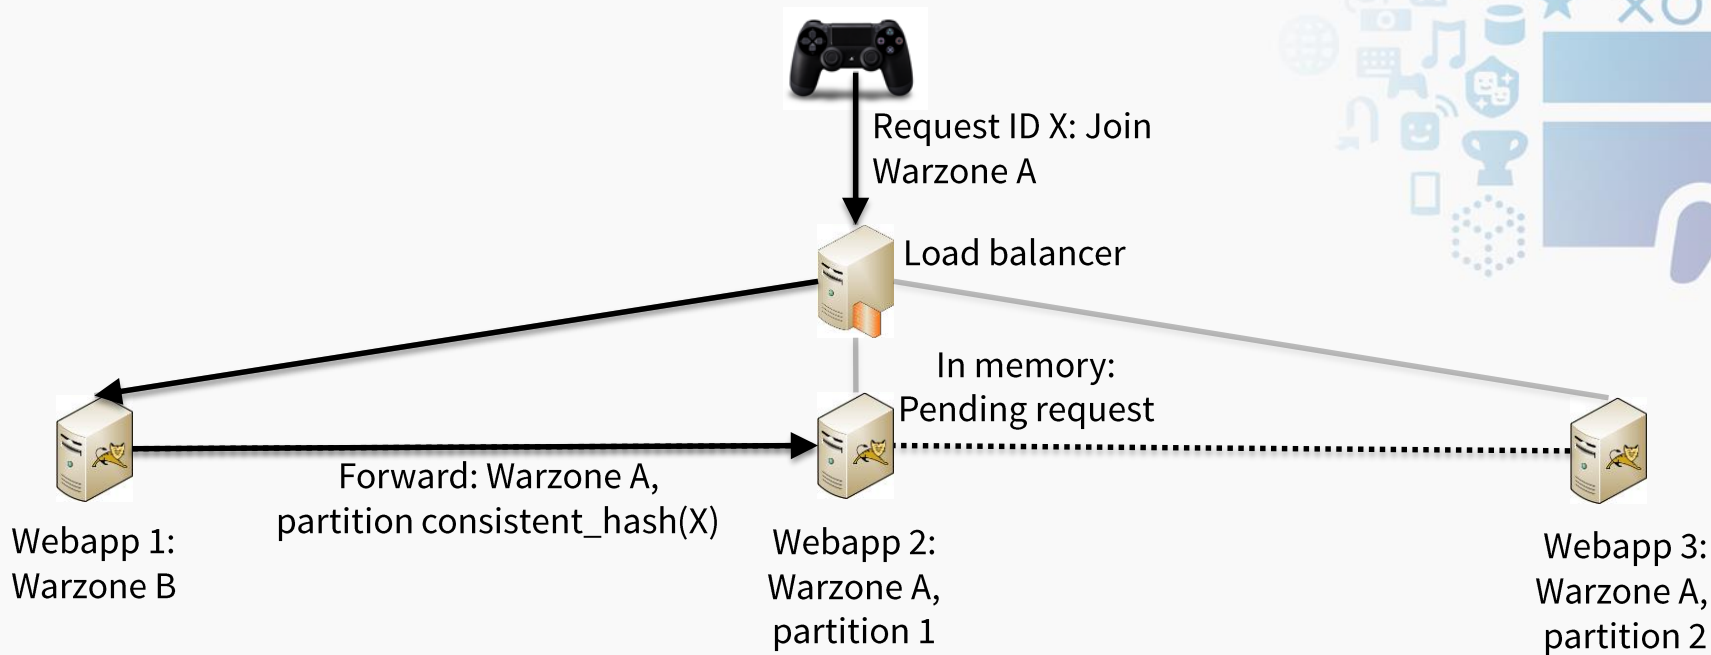 Request ID X: Join
Warzone A
Load balancer
In memory:
Pending request
Forward: Warzone A,
partition consistent_hash(X)
Webapp 1:
Warzone B
Webapp 2:
Warzone A,
partition 1
Webapp 3:
Warzone A,
partition 2